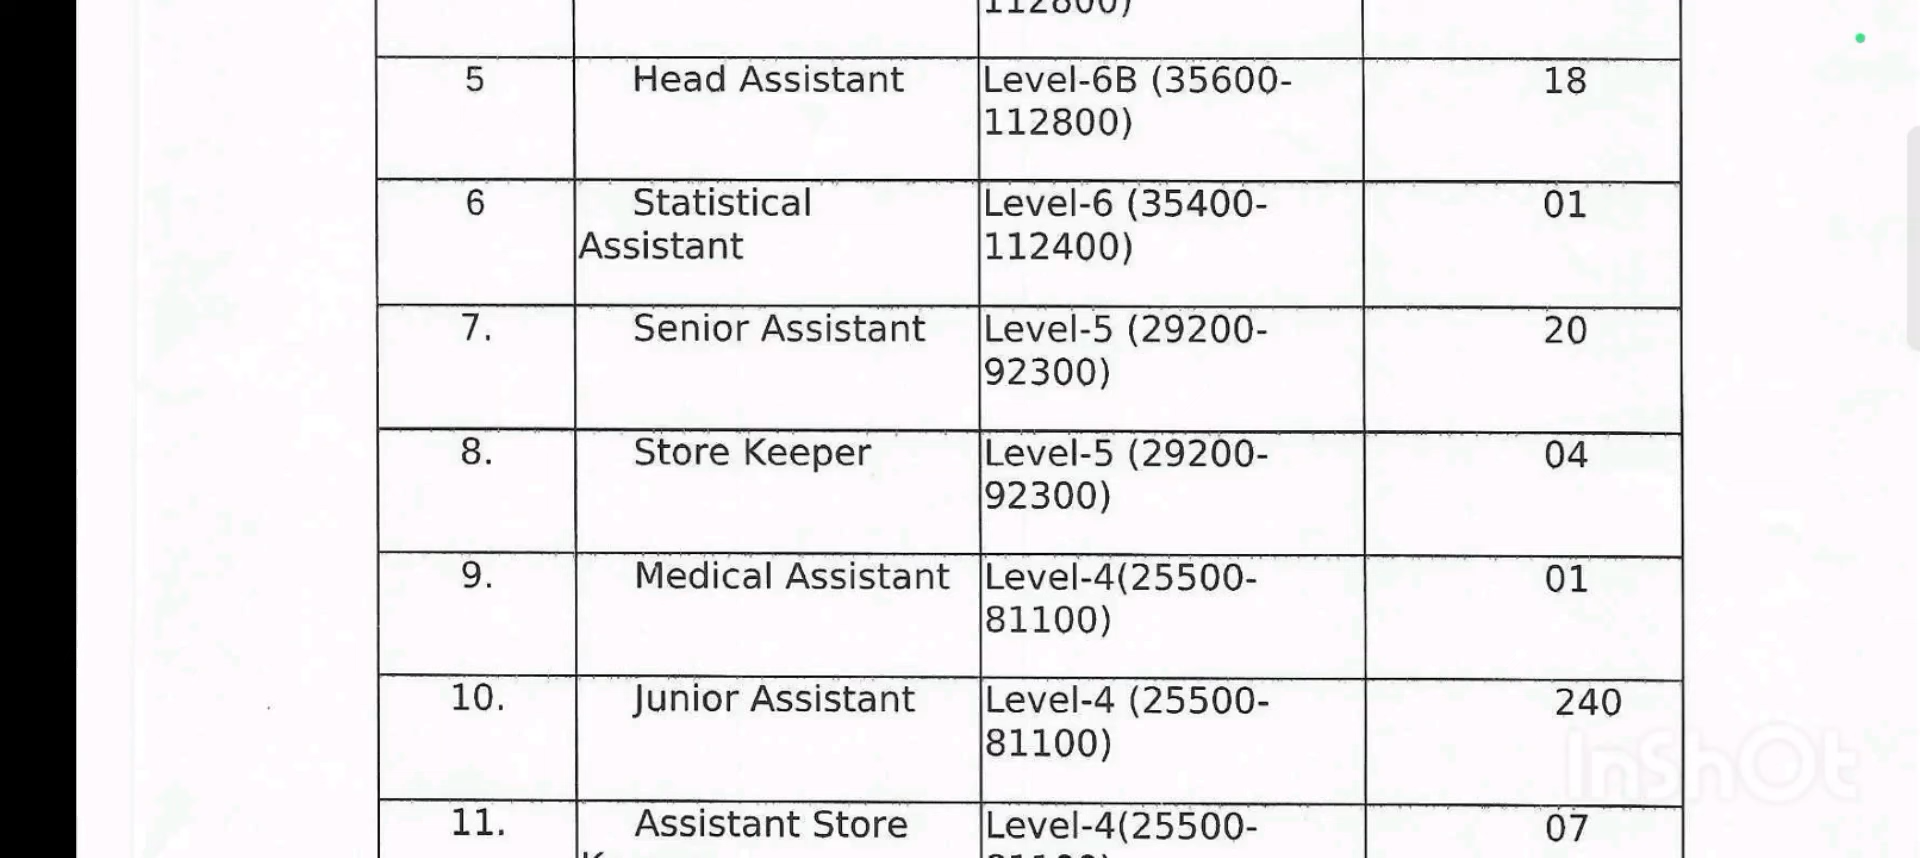 112800)
5 Head Assistant Level-6B (35600- 18
112800)
6 Statistical Level-6 (35400- 01
Assistant 112400)
7. Senior Assistant Level-5 (29200- 20
92300)
8. Store Keeper Level-5 (29200- 04
92300)
9. Medical Assistant Level-4(25500- 01
81100)
10. Junior Assistant Level-4 (25500- 240
81100)
InShOt
11. Assistant Store Level-4(25500- 07